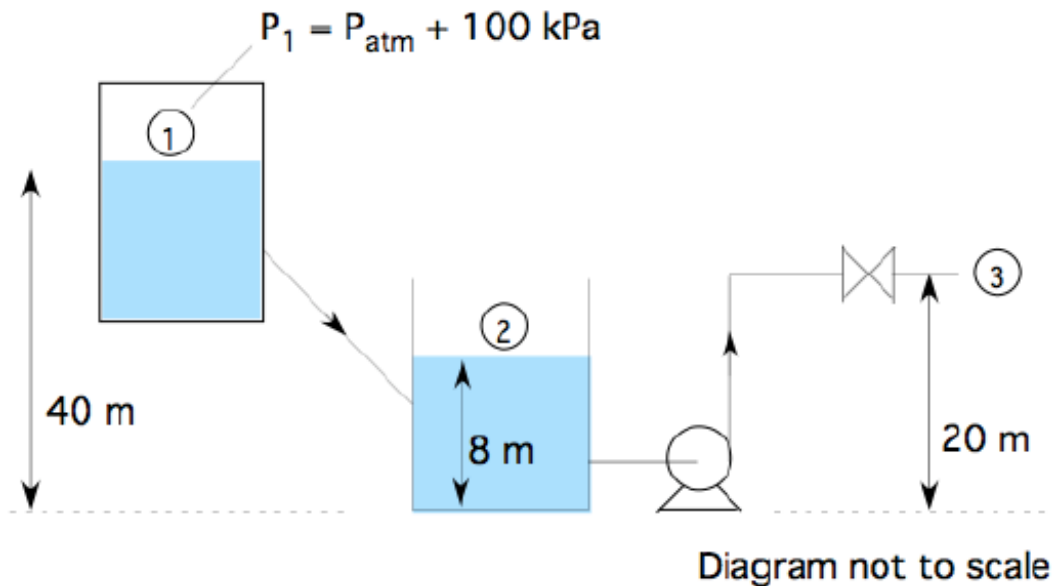 P₁ = Pₐₜₘ + 100 kPa
1
2
3
40 m
8 m
20 m
Diagram not to scale